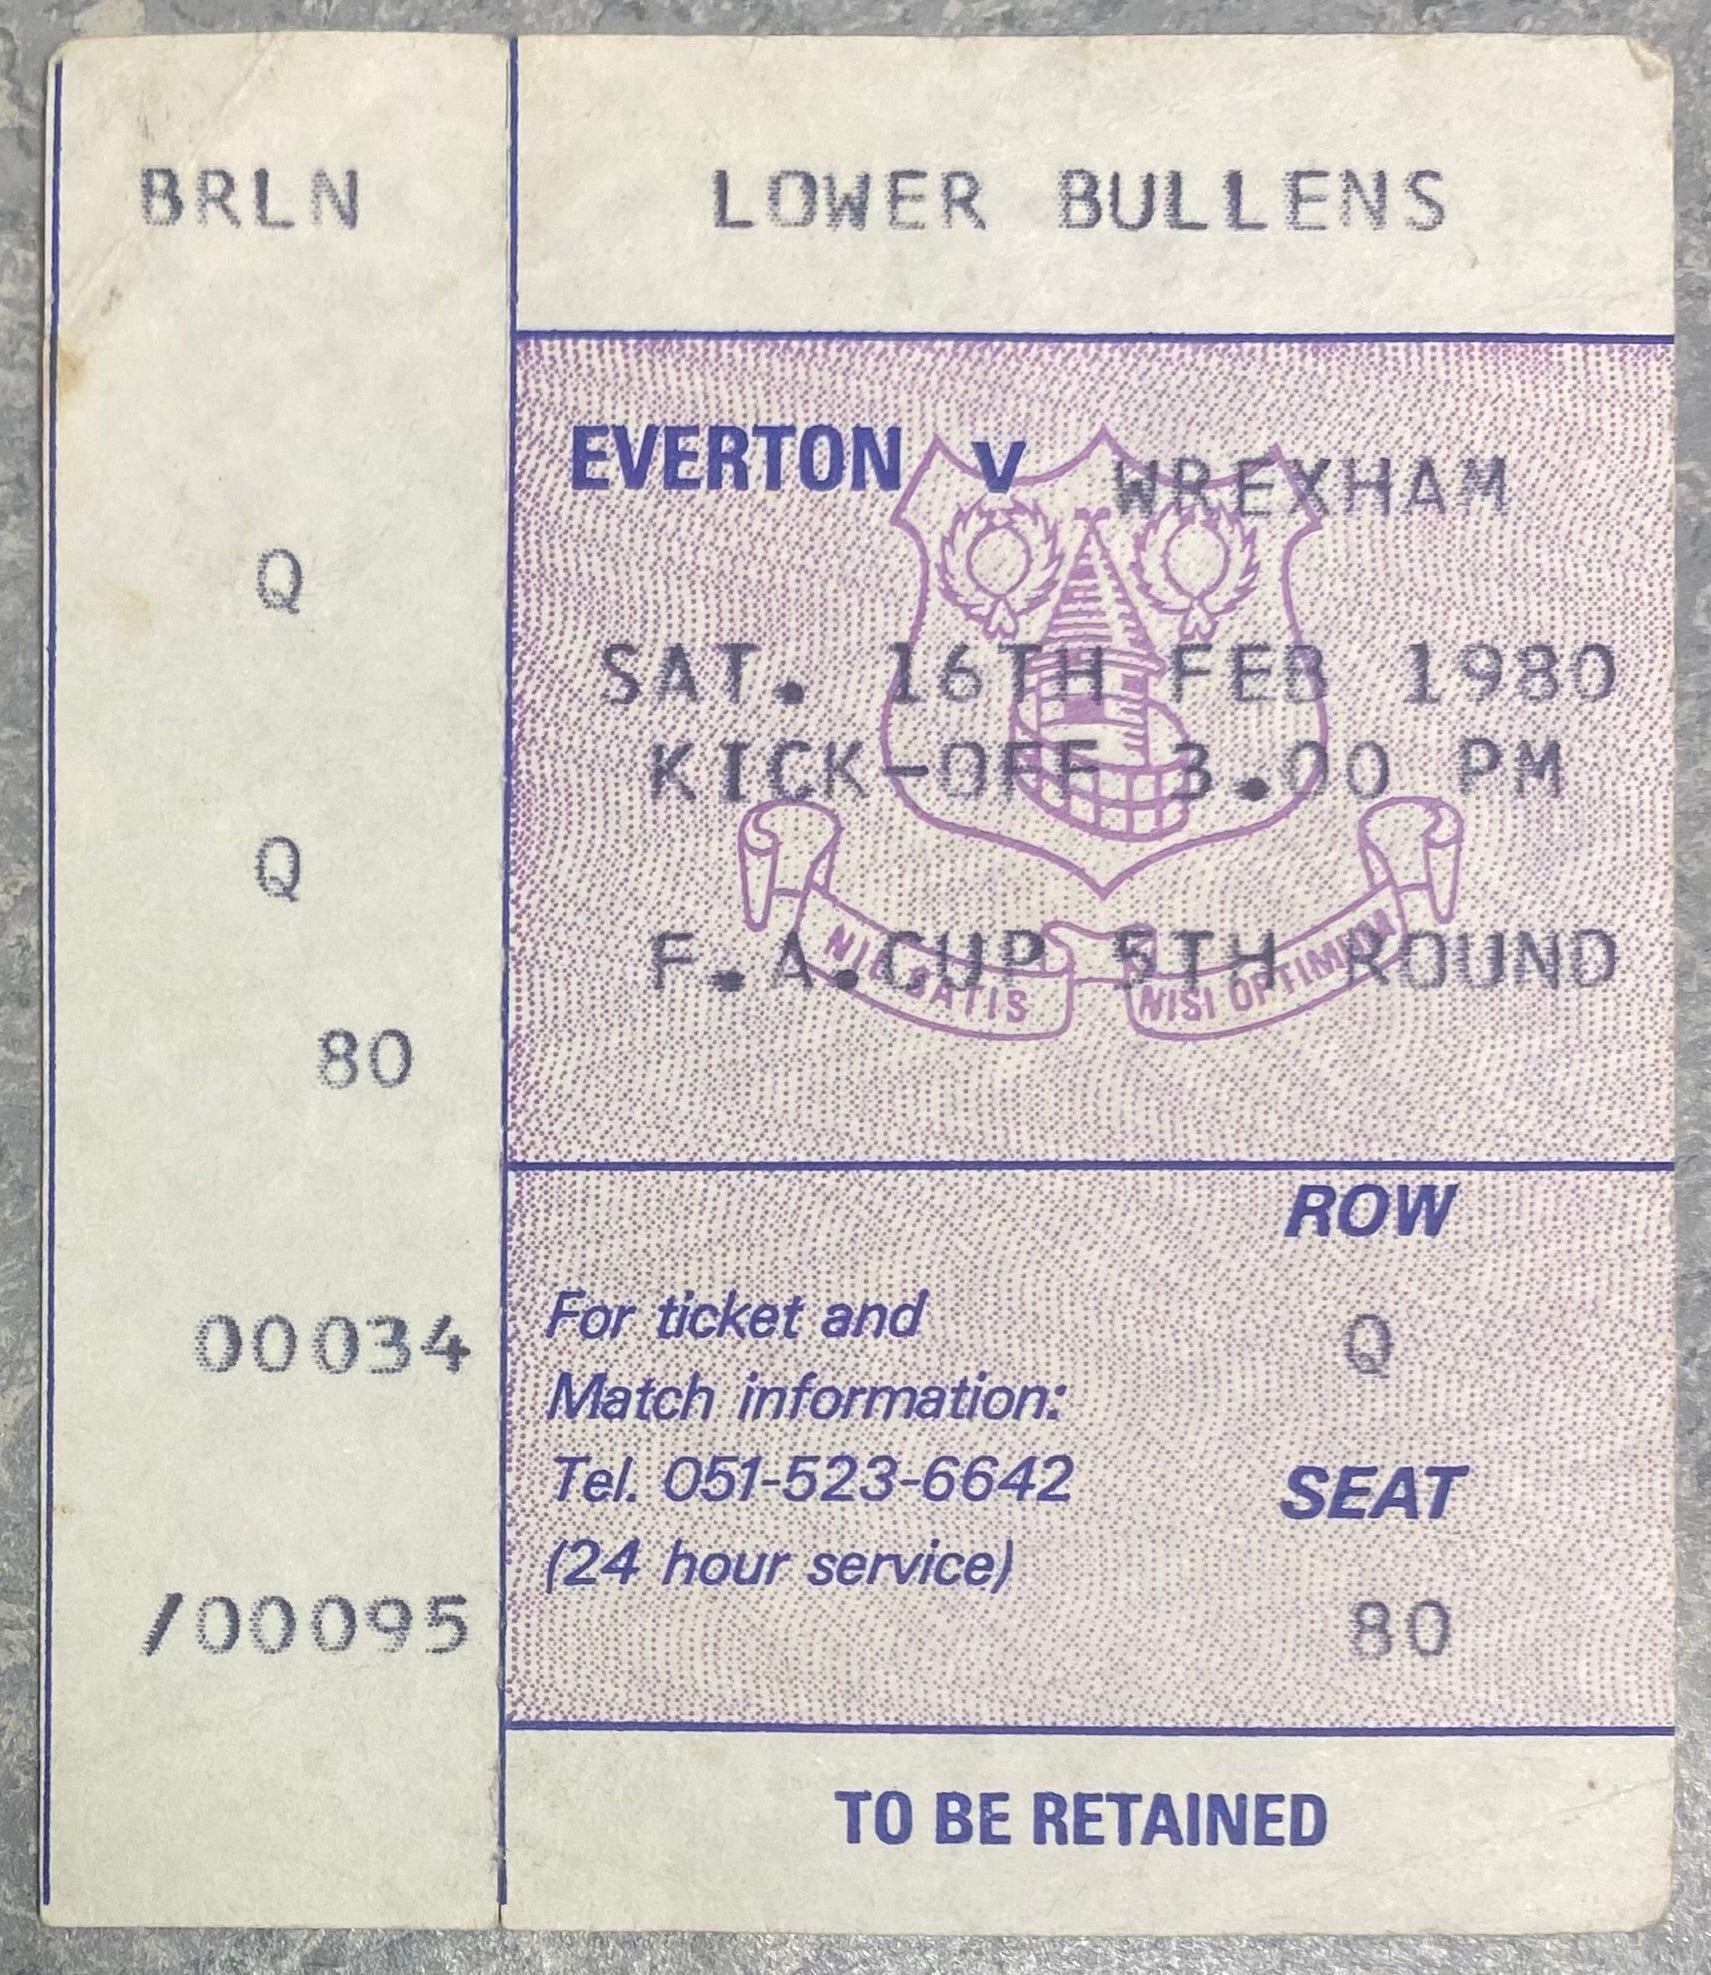 BRLN
Q
Q
80
00034
/00095
LOWER BULLENS
EVERTON v WREXHAM
SAT. 16TH FEB 1980
KICK-OFF 3.00 PM
F.A.CUP 5TH ROUND
NIL SATIS NISI OPTIMUM
ROW
Q
For ticket and
Match information:
Tel. 051-523-6642
(24 hour service)
SEAT
80
TO BE RETAINED